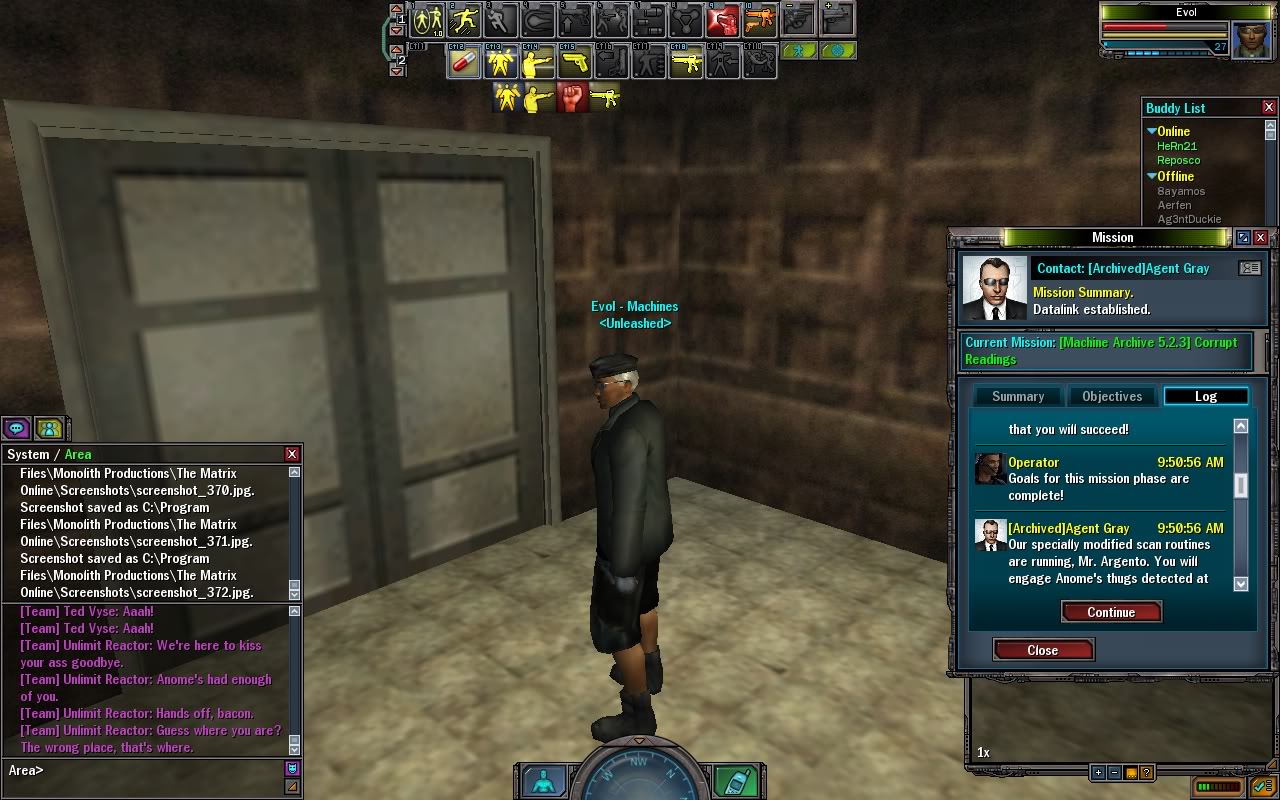 1
2
1.0
Evol
27
Buddy List
Online
HeRn21
Reposco
Offline
8ayamos
Aerfen
Ag3ntDuckie
Mission
Contact: [Archived]Agent Gray
Mission Summary.
Datalink established.
Current Mission: [Machine Archive 5.2.3] Corrupt
Readings
Summary Objectives Log
that you will succeed!
Operator 9:50:56 AM
Goals for this mission phase are
complete!
[Archived]Agent Gray 9:50:56 AM
Our specially modified scan routines
are running, Mr. Argento. You will
engage Anome's thugs detected at
Continue
Close
1x
Evol - Machines
<Unleashed>
System / Area
Files\Monolith Productions\The Matrix
Online\Screenshots\screenshot_370.jpg.
Screenshot saved as C:\Program
Files\Monolith Productions\The Matrix
Online\Screenshots\screenshot_371.jpg.
Screenshot saved as C:\Program
Files\Monolith Productions\The Matrix
Online\Screenshots\screenshot_372.jpg.
[Team] Ted Vyse: Aaah!
[Team] Ted Vyse: Aaah!
[Team] Unlimit Reactor: We're here to kiss
your ass goodbye.
[Team] Unlimit Reactor: Anome's had enough
of you.
[Team] Unlimit Reactor: Hands off, bacon.
[Team] Unlimit Reactor: Guess where you are?
The wrong place, that's where.
Area>
W NW N